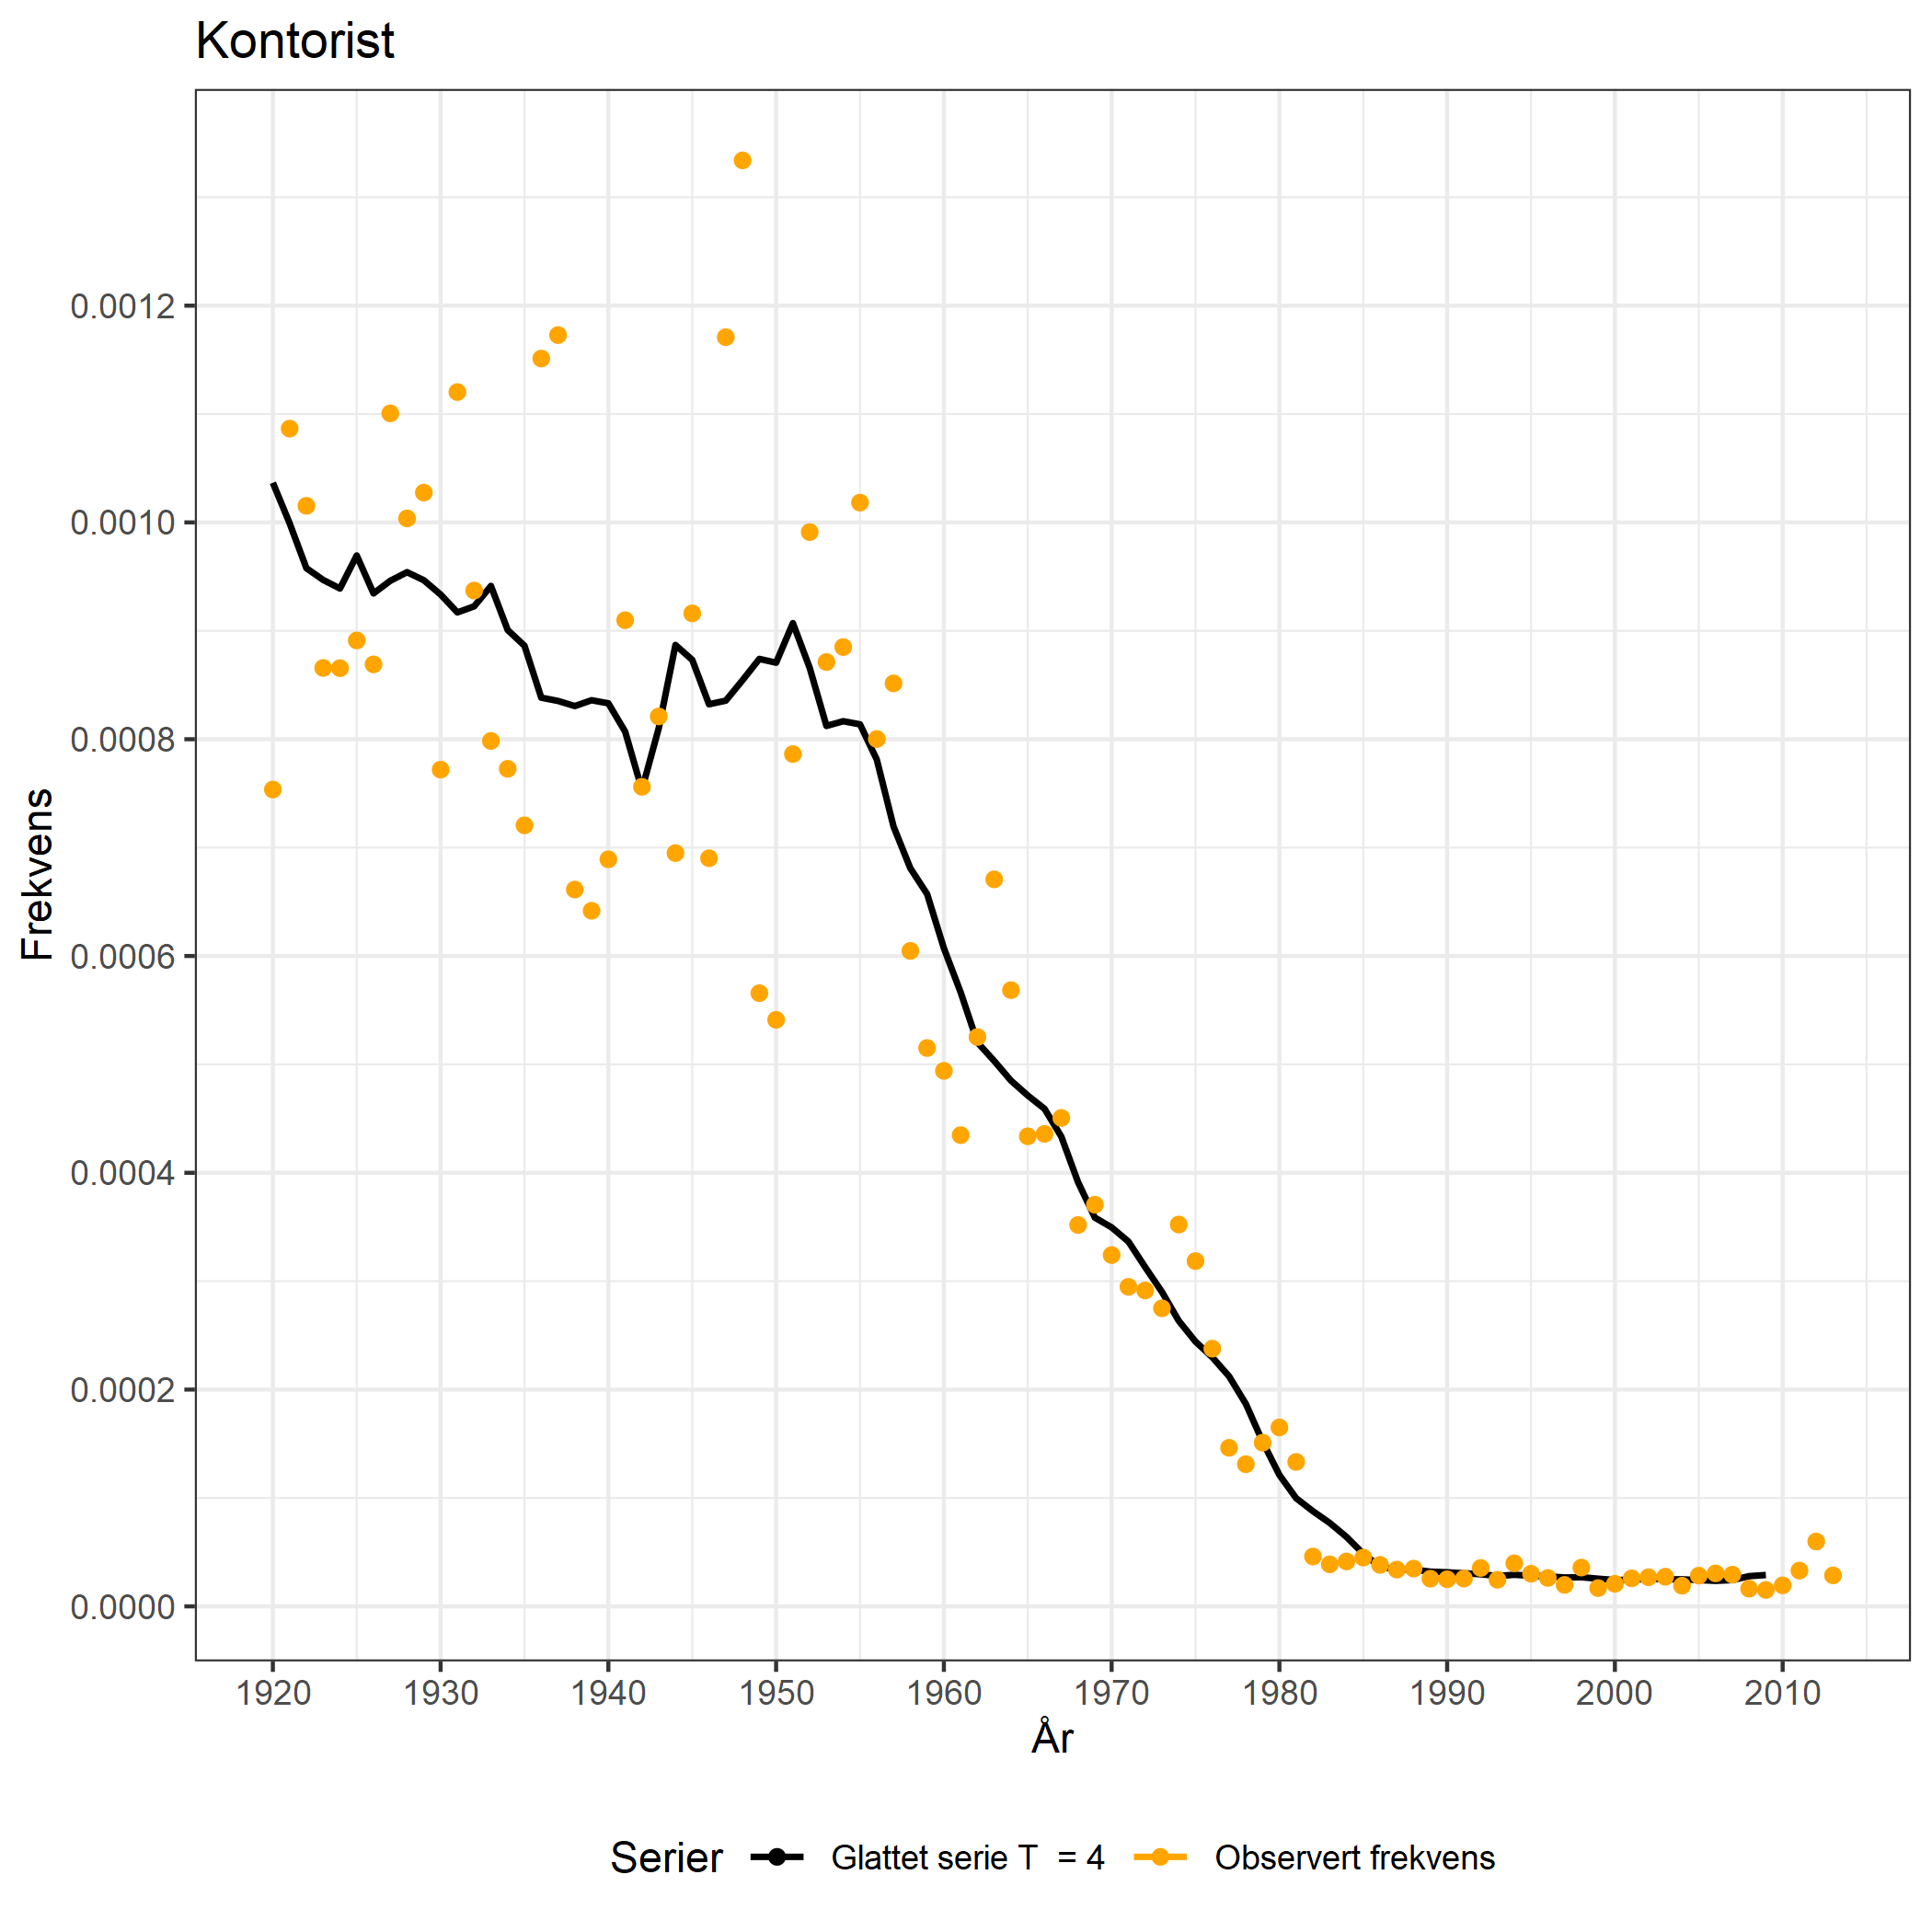 Kontorist
Frekvens
0.0012
0.0010
0.0008
0.0006
0.0004
0.0002
0.0000
1920 1930 1940 1950 1960 1970 1980 1990 2000 2010
År
Serier Glattet serie T = 4 Observert frekvens